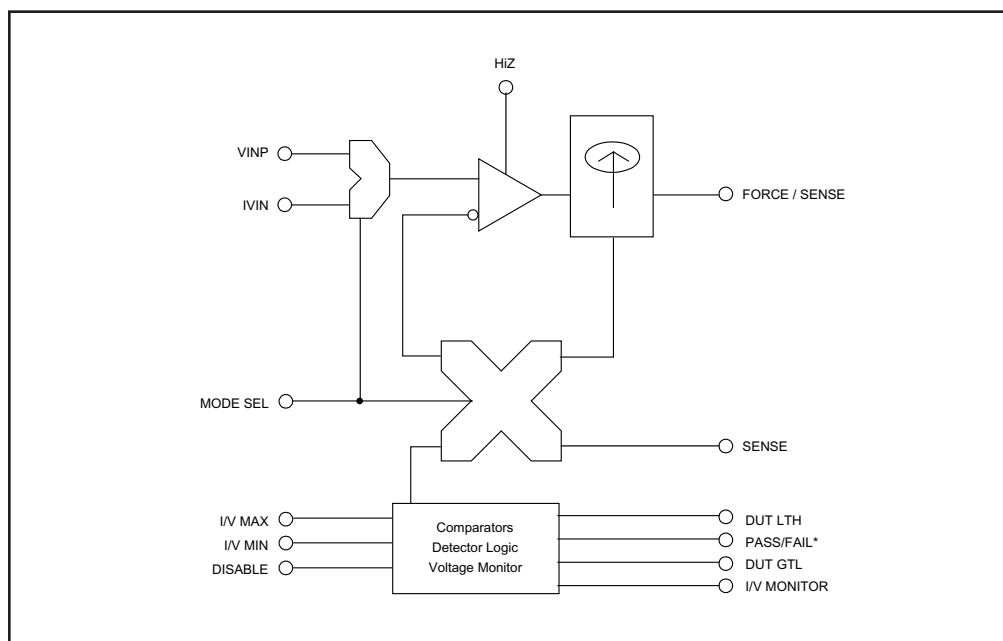 HiZ
VINP
IVIN
FORCE / SENSE
MODE SEL
SENSE
I/V MAX
I/V MIN
DISABLE
Comparators
Detector Logic
Voltage Monitor
DUT LTH
PASS/FAIL*
DUT GTL
I/V MONITOR